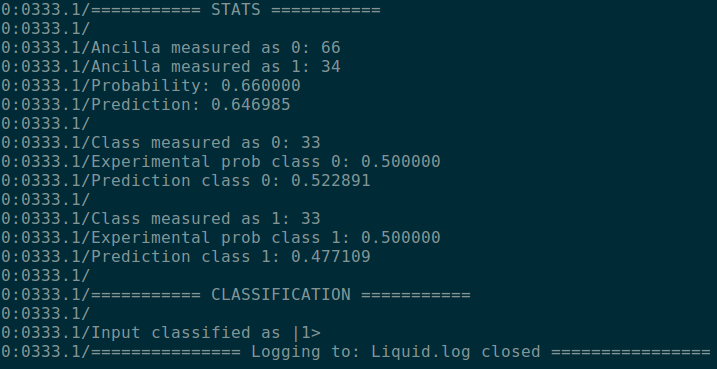 0:0333.1/=========== STATS ===========
0:0333.1/
0:0333.1/Ancilla measured as 0: 66
0:0333.1/Ancilla measured as 1: 34
0:0333.1/Probability: 0.660000
0:0333.1/Prediction: 0.646985
0:0333.1/
0:0333.1/Class measured as 0: 33
0:0333.1/Experimental prob class 0: 0.500000
0:0333.1/Prediction class 0: 0.522891
0:0333.1/
0:0333.1/Class measured as 1: 33
0:0333.1/Experimental prob class 1: 0.500000
0:0333.1/Prediction class 1: 0.477109
0:0333.1/
0:0333.1/=========== CLASSIFICATION ===========
0:0333.1/
0:0333.1/Input classified as |1>
0:0333.1/=============== Logging to: Liquid.log closed ================